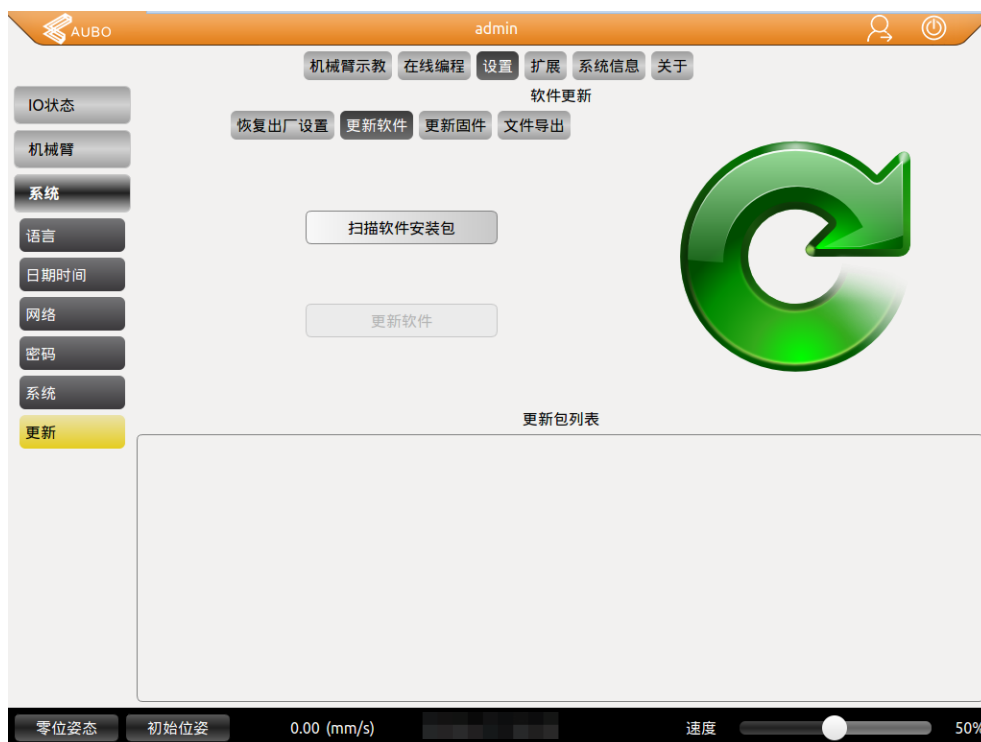 AUBO admin
机械臂示教 在线编程 设置 扩展 系统信息 关于
软件更新
IO状态
机械臂
系统
语言
日期时间
网络
密码
系统
更新
恢复出厂设置 更新软件 更新固件 文件导出
扫描软件安装包
更新软件
更新包列表
零位姿态 初始位姿 0.00 (mm/s) 速度 50%